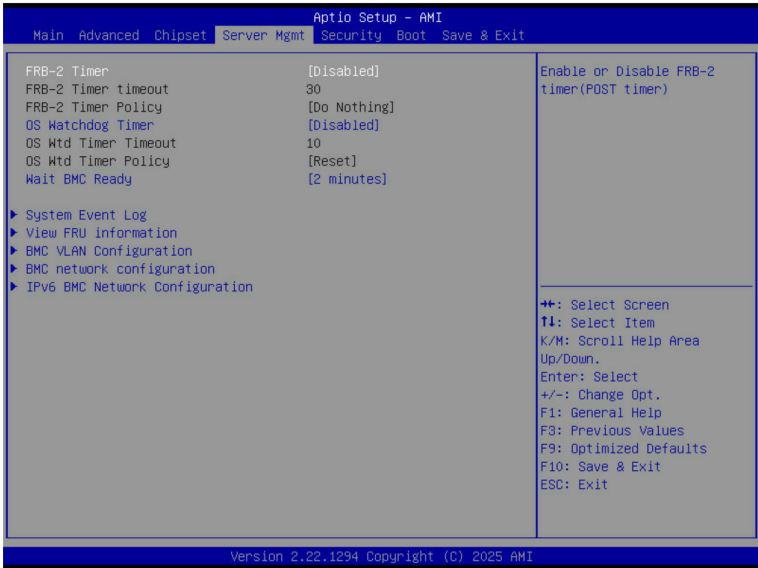 Aptio Setup – AMI
Main Advanced Chipset Server Mgmt Security Boot Save & Exit
FRB-2 Timer [Disabled]
FRB-2 Timer timeout 30
FRB-2 Timer Policy [Do Nothing]
OS Watchdog Timer [Disabled]
OS Wtd Timer Timeout 10
OS Wtd Timer Policy [Reset]
Wait BMC Ready [2 minutes]
System Event Log
View FRU information
BMC VLAN Configuration
BMC network configuration
IPv6 BMC Network Configuration
Enable or Disable FRB-2
timer(POST timer)
→←: Select Screen
↑↓: Select Item
K/M: Scroll Help Area
Up/Down.
Enter: Select
+/-: Change Opt.
F1: General Help
F3: Previous Values
F9: Optimized Defaults
F10: Save & Exit
ESC: Exit
Version 2.22.1294 Copyright (C) 2025 AMI